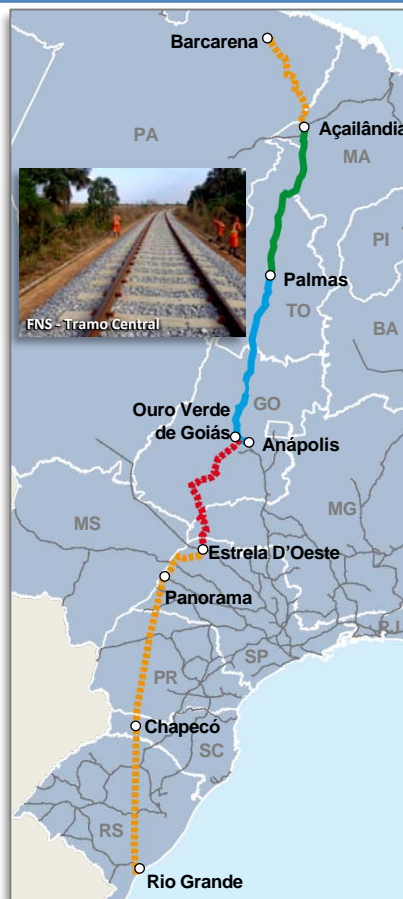 Barcarena
PA
Açailândia
MA
PI
FNS - Tramo Central
Palmas
TO
BA
GO
Ouro Verde
de Goiás
Anápolis
MS
MG
Estrela D'Oeste
Panorama
RJ
SP
PR
Chapecó
SC
RS
Rio Grande